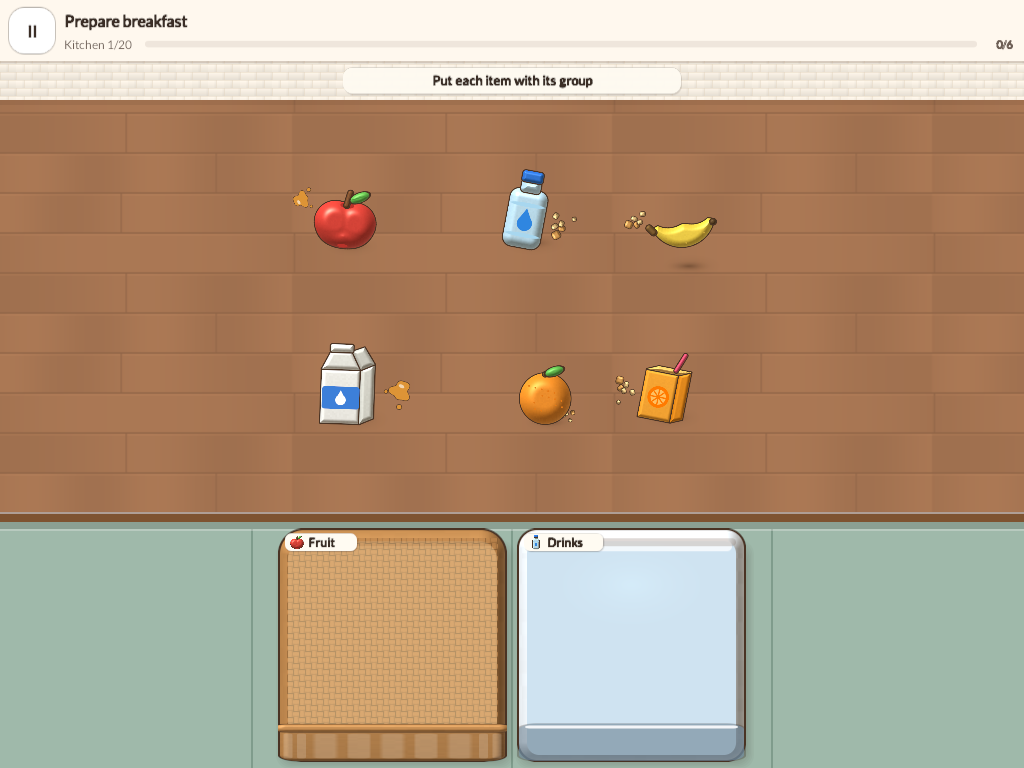 Prepare breakfast
Kitchen 1/20
0/6
Put each item with its group
Fruit
Drinks